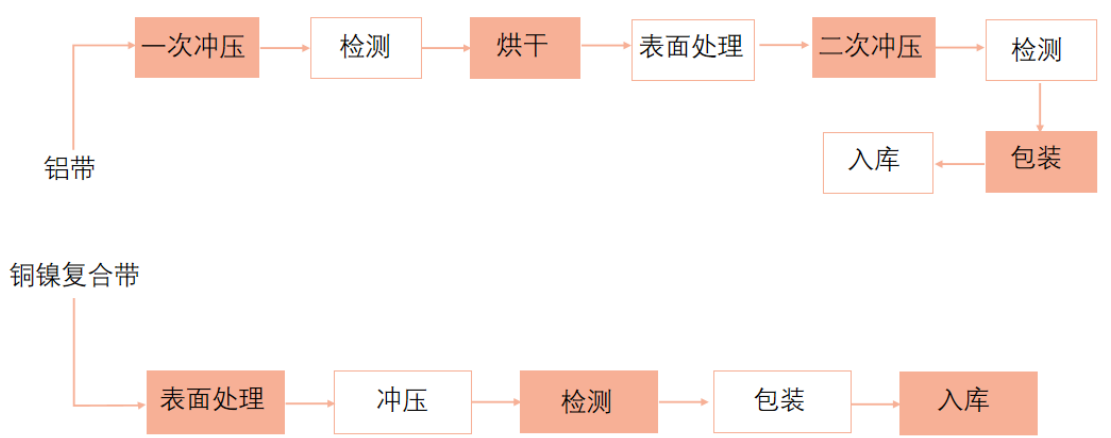 一次冲压
检测
烘干
表面处理
二次冲压
检测
铝带
入库
包装
铜镍复合带
表面处理
冲压
检测
包装
入库